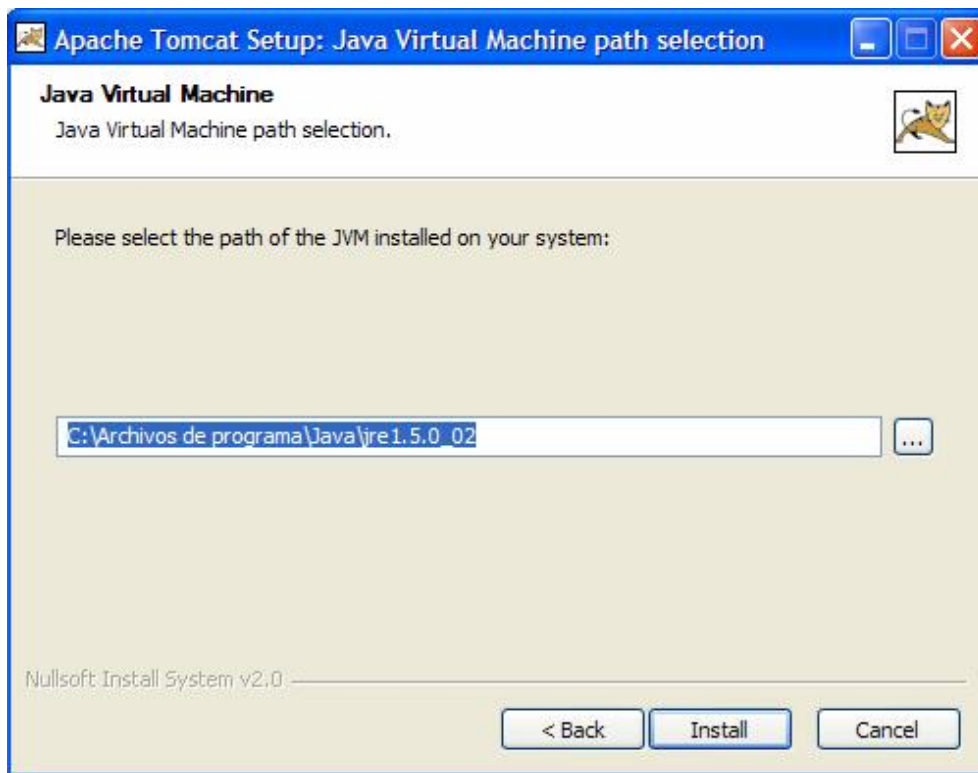 Apache Tomcat Setup: Java Virtual Machine path selection
Java Virtual Machine
Java Virtual Machine path selection.
Please select the path of the JVM installed on your system:
C:\Archivos de programa\Java\jre1.5.0_02
...
Nullsoft Install System v2.0
< Back
Install
Cancel